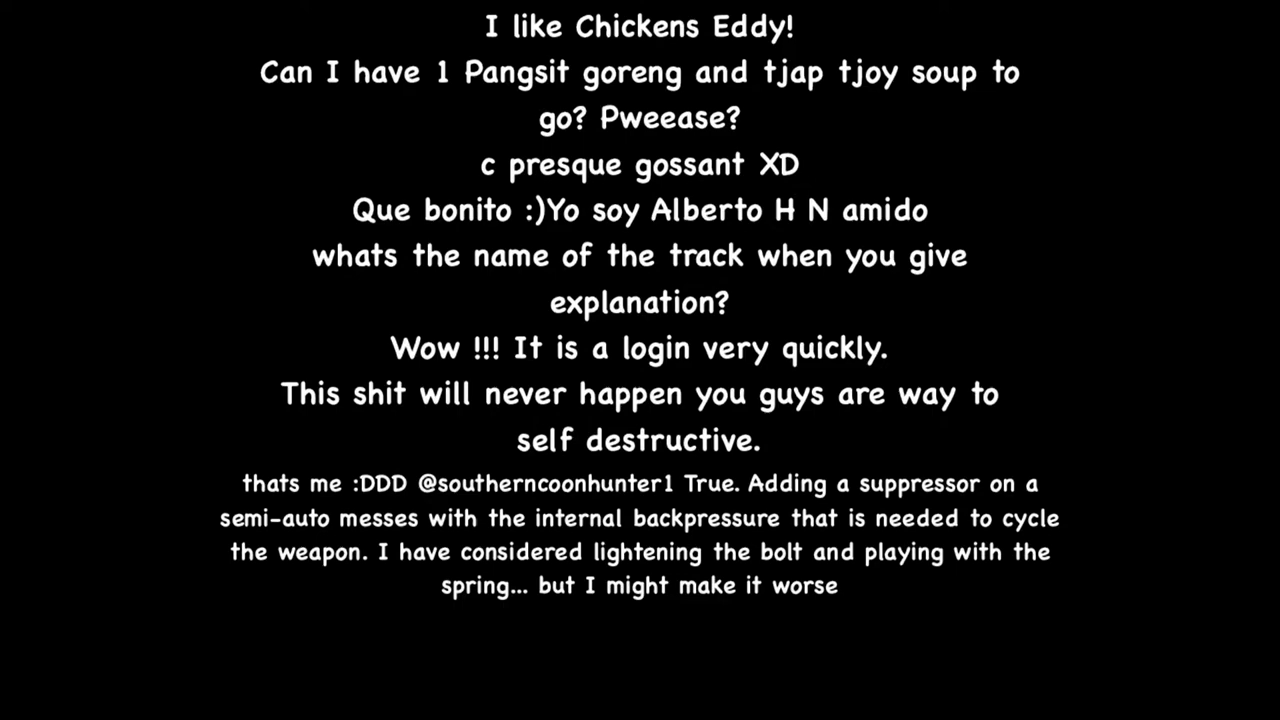 I like Chickens Eddy!
Can I have 1 Pangsit goreng and tjap tjoy soup to
go? Pweease?
c presque gossant XD
Que bonito :)Yo soy Alberto H N amido
whats the name of the track when you give
explanation?
Wow !!! It is a login very quickly.
This shit will never happen you guys are way to
self destructive.
thats me :DDD @southerncoonhunter1 True. Adding a suppressor on a
semi-auto messes with the internal backpressure that is needed to cycle
the weapon. I have considered lightening the bolt and playing with the
spring... but I might make it worse